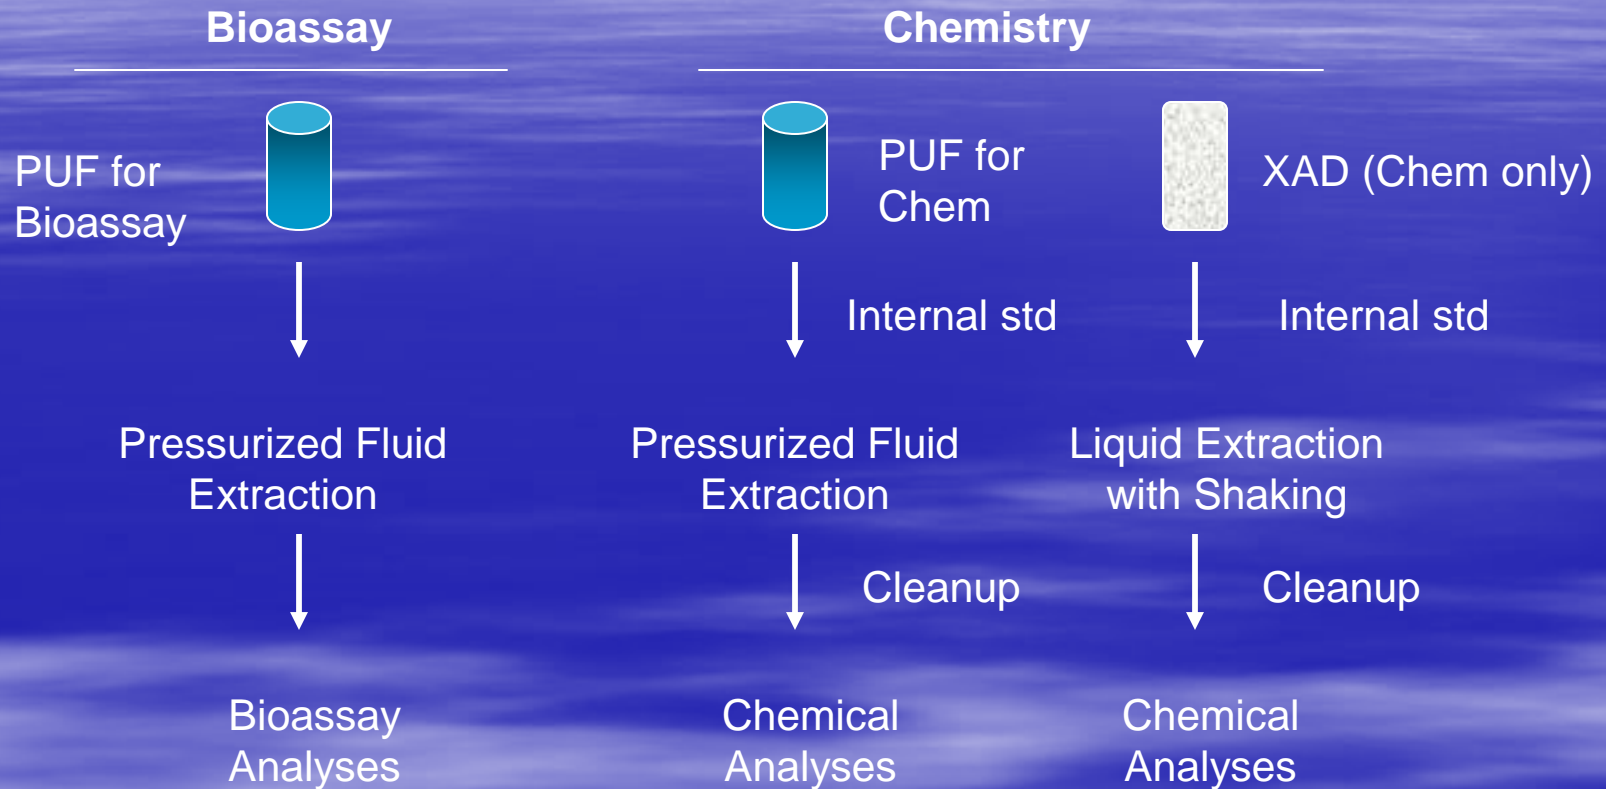 Bioassay
Chemistry
PUF for
Bioassay
PUF for
Chem
XAD (Chem only)
Internal std
Internal std
Pressurized Fluid
Extraction
Pressurized Fluid
Extraction
Liquid Extraction
with Shaking
Cleanup
Cleanup
Bioassay
Analyses
Chemical
Analyses
Chemical
Analyses